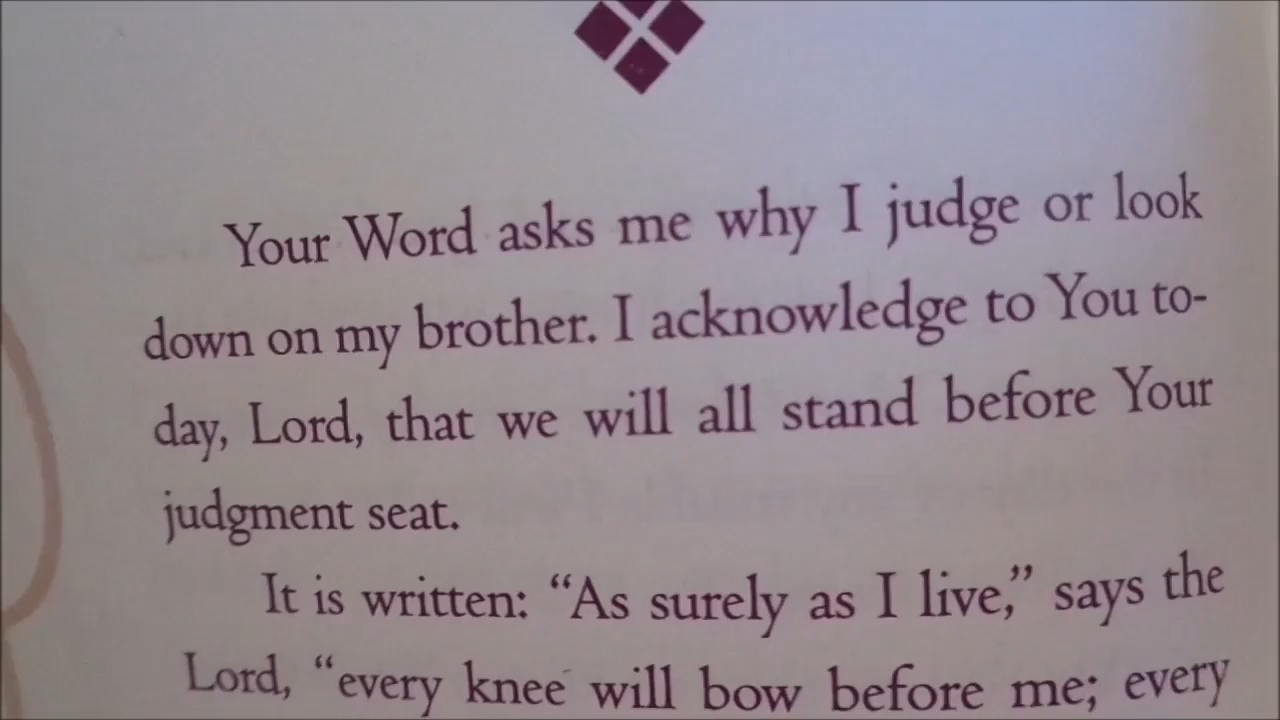 Your Word asks me why I judge or look
down on my brother. I acknowledge to You to-
day, Lord, that we will all stand before Your
judgment seat.
It is written: “As surely as I live,” says the
Lord, “every knee will bow before me; every